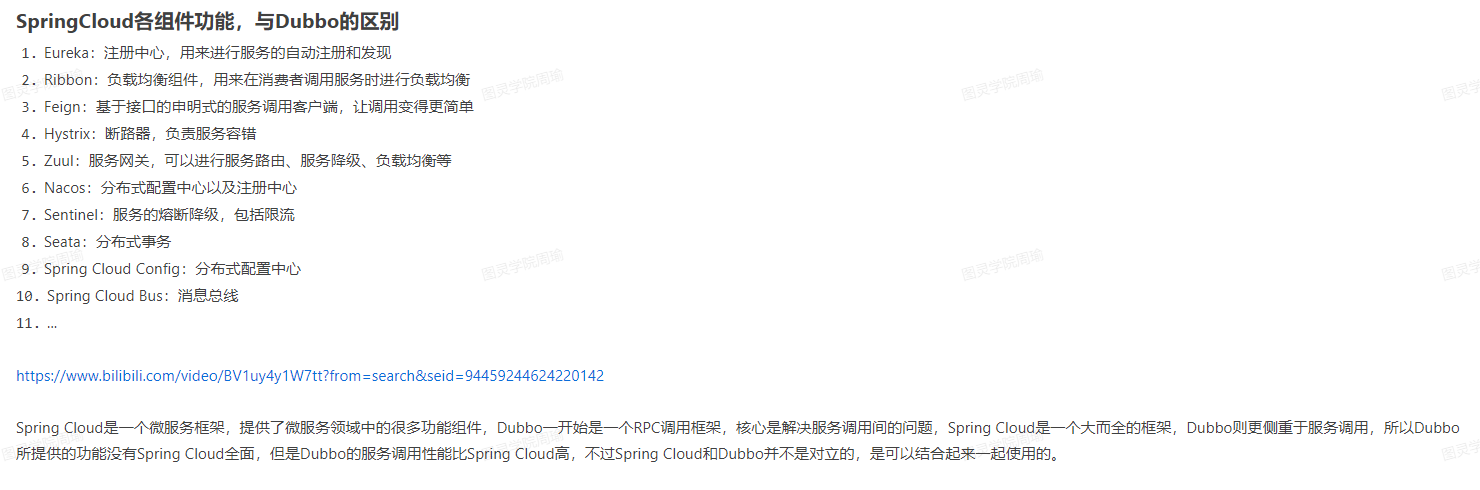 SpringCloud各组件功能，与Dubbo的区别
1. Eureka：注册中心，用来进行服务的自动注册和发现
2. Ribbon：负载均衡组件，用来在消费者调用服务时进行负载均衡
3. Feign：基于接口的申明式的服务调用客户端，让调用变得更简单
4. Hystrix：断路器，负责服务容错
5. Zuul：服务网关，可以进行服务路由、服务降级、负载均衡等
6. Nacos：分布式配置中心以及注册中心
7. Sentinel：服务的熔断降级，包括限流
8. Seata：分布式事务
9. Spring Cloud Config：分布式配置中心
10. Spring Cloud Bus：消息总线
11. ...
https://www.bilibili.com/video/BV1uy4y1W7tt?from=search&seid=94459244624220142
Spring Cloud是一个微服务框架，提供了微服务领域中的很多功能组件，Dubbo一开始是一个RPC调用框架，核心是解决服务调用间的问题，Spring Cloud是一个大而全的框架，Dubbo则更侧重于服务调用，所以Dubbo
所提供的功能没有Spring Cloud全面，但是Dubbo的服务调用性能比Spring Cloud高，不过Spring Cloud和Dubbo并不是对立的，是可以结合起来一起使用的。
图灵学院周瑜
图灵学院周瑜
图灵学院周瑜
图灵学院周瑜